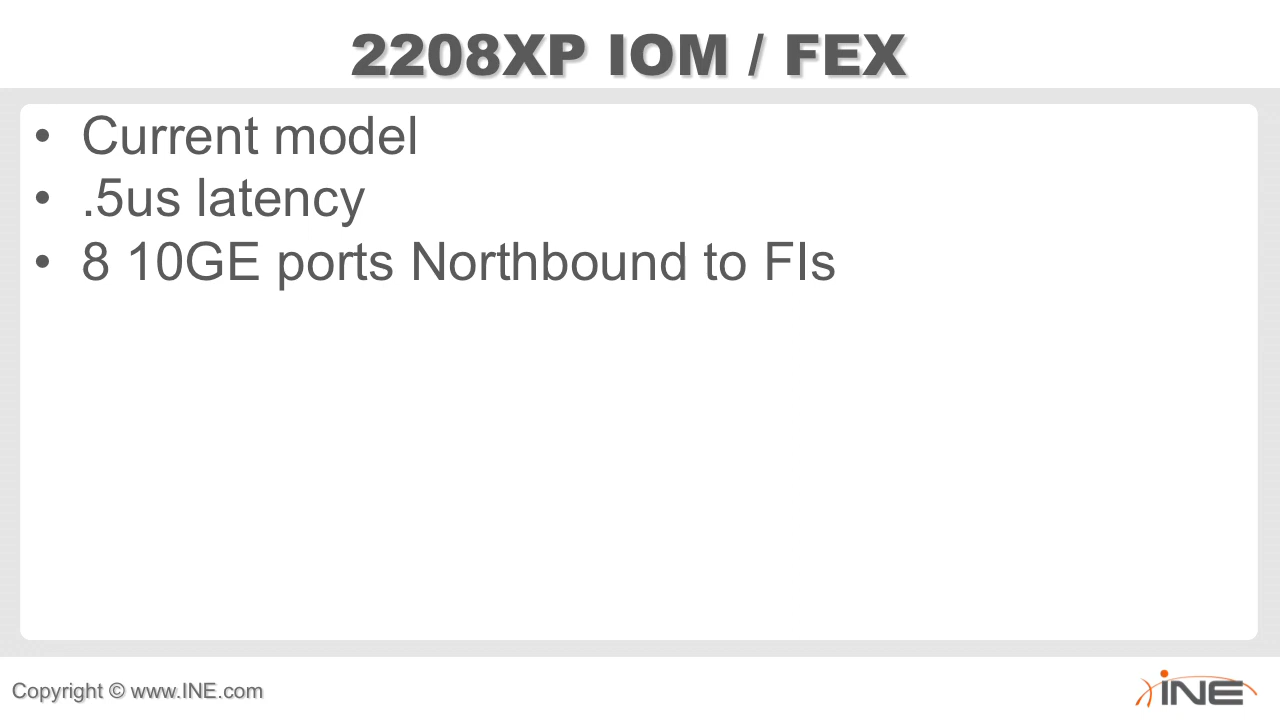 2208XP IOM / FEX
• Current model
• .5us latency
• 8 10GE ports Northbound to FIs
Copyright © www.INE.com
iNE